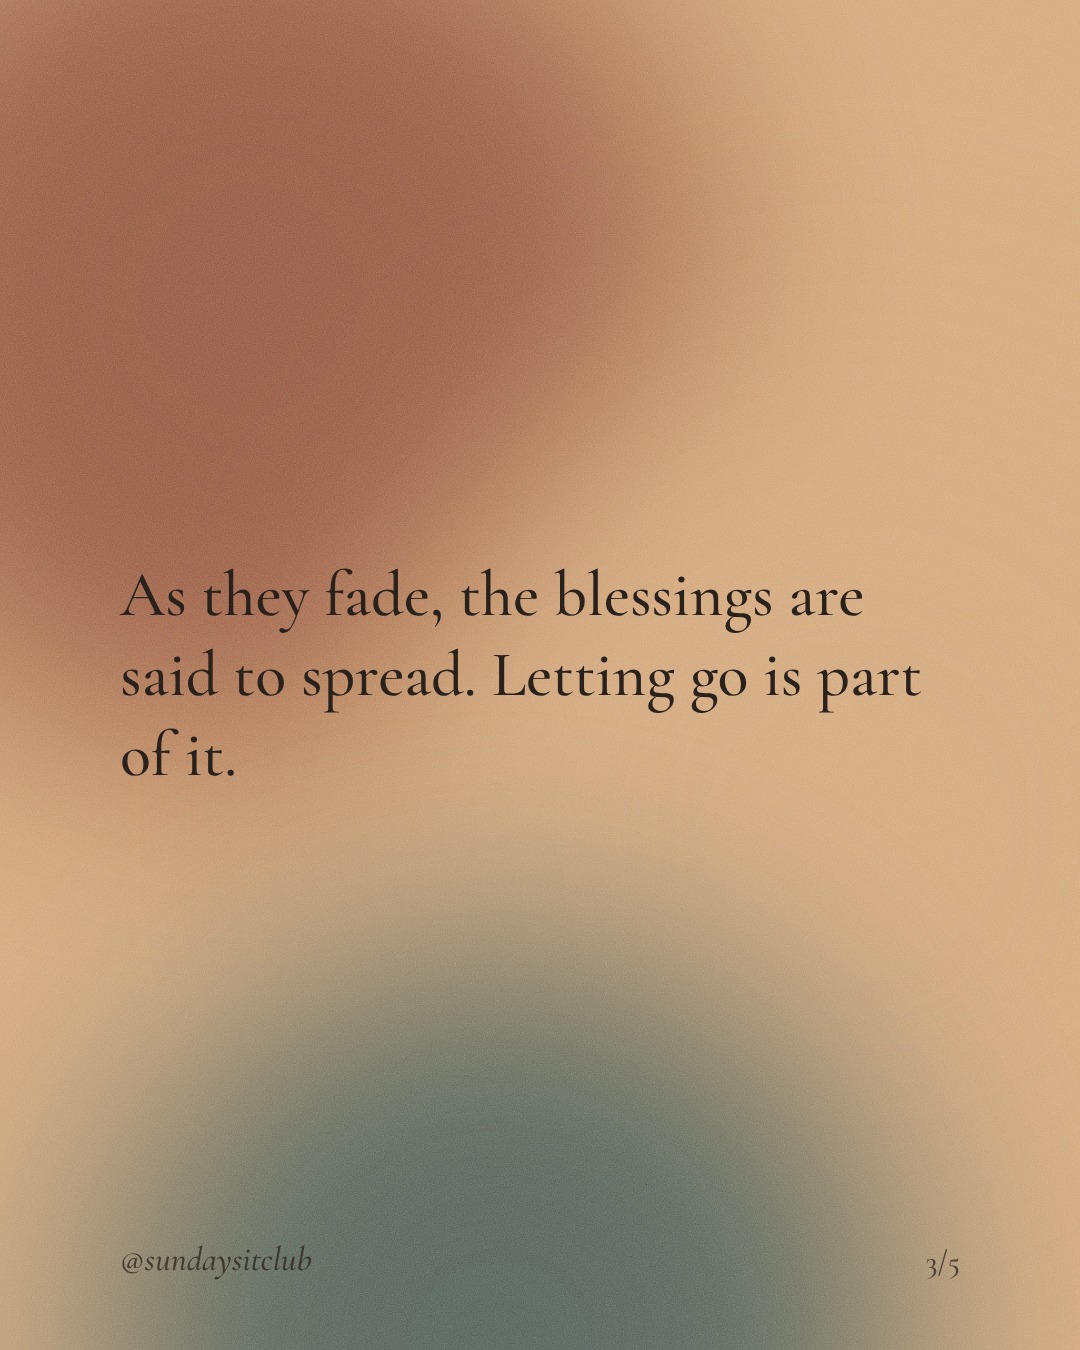 As they fade, the blessings are
said to spread. Letting go is part
of it.
@sundaysitclub
3/5